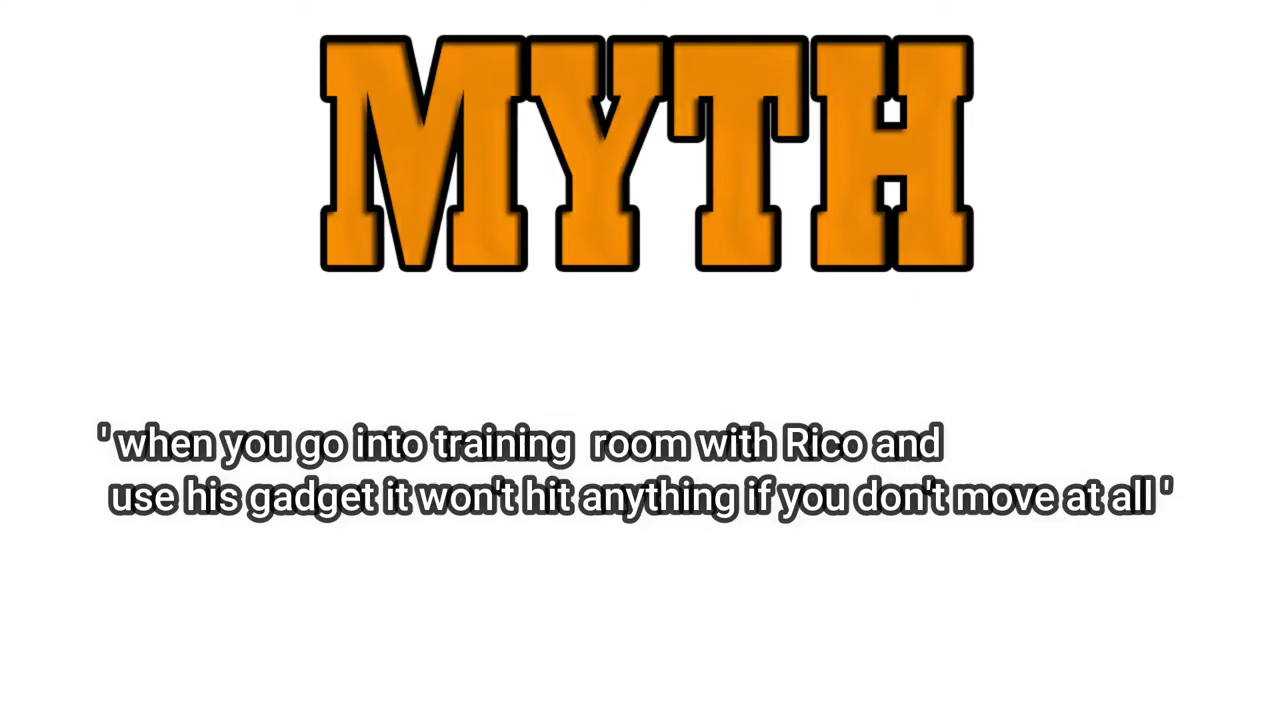 MYTH
' when you go into training room with Rico and
use his gadget it won't hit anything if you don't move at all '